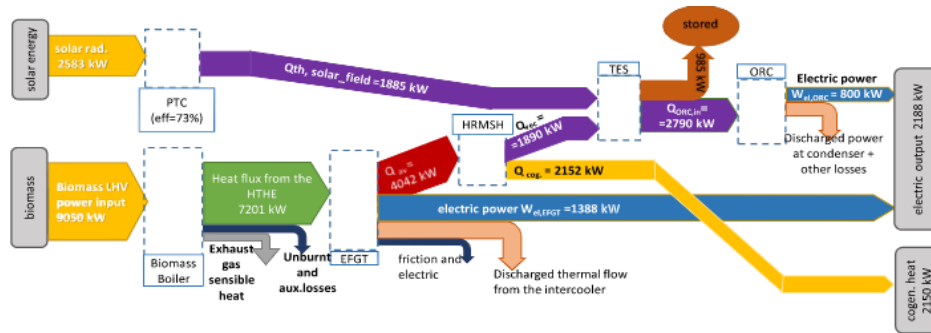 solar energy
solar rad.
2583 kW
PTC
(eff=73%)
Qth, solar_field =1885 kW
TES
stored
985 kW
ORC
Electric power
Wel,ORC = 800 kW
QORC,in=
=2790 kW
Discharged power
at condenser +
other losses
electric output 2188 kW
HRMSH
=1890 kW
Q cog. = 2152 kW
biomass
Biomass LHV
power input
9050 kW
Biomass
Boiler
Heat flux from the
HTHE
7201 kW
Exhaust
gas
sensible
heat
Unburnt and
aux.losses
EFGT
4042 kW
electric power Wel,EFGT =1388 kW
friction and
electric
Discharged thermal flow
from the intercooler
cogen. heat
2150 kW